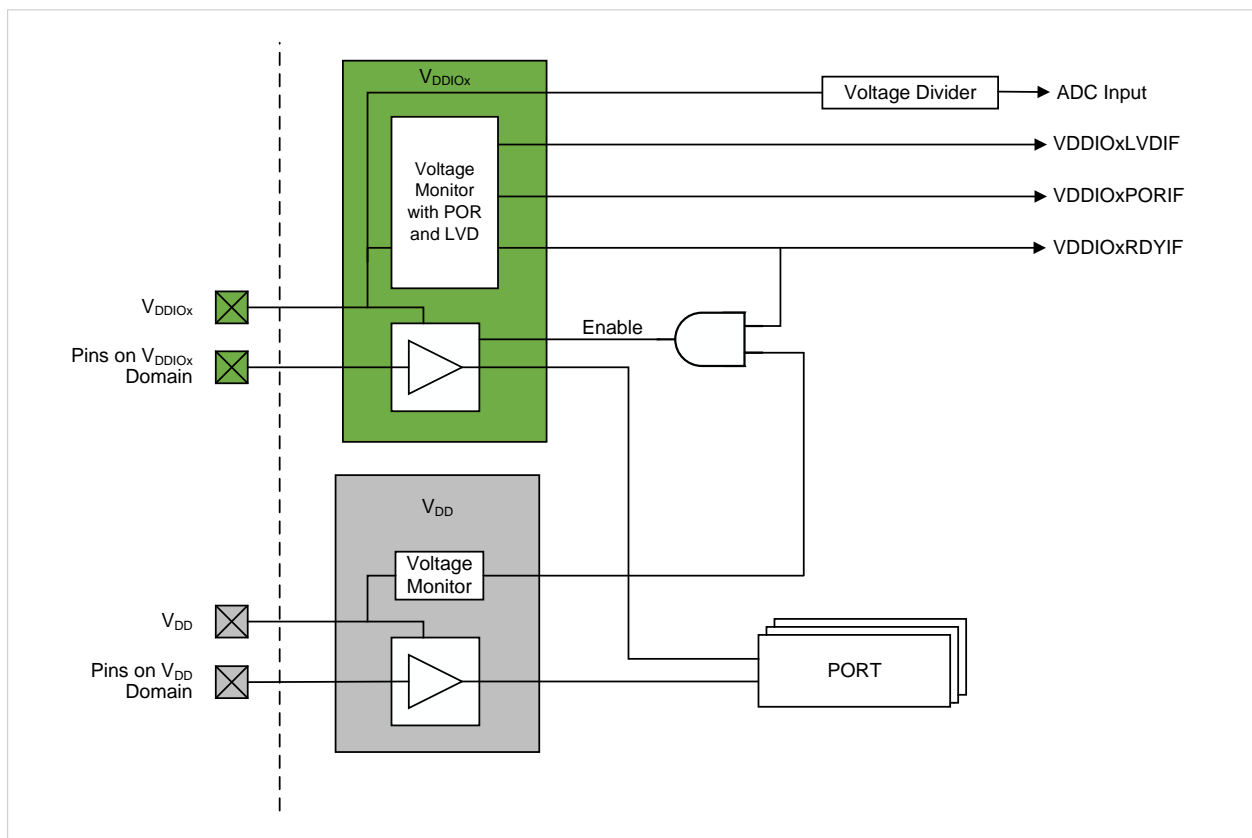 VDDIOx
Voltage Divider
ADC Input
Voltage
Monitor
with POR
and LVD
VDDIOxLVDIF
VDDIOxPORIF
VDDIOxRDYIF
VDDIOx
Enable
Pins on VDDIOx
Domain
VDD
Voltage
Monitor
VDD
Pins on VDD
Domain
PORT